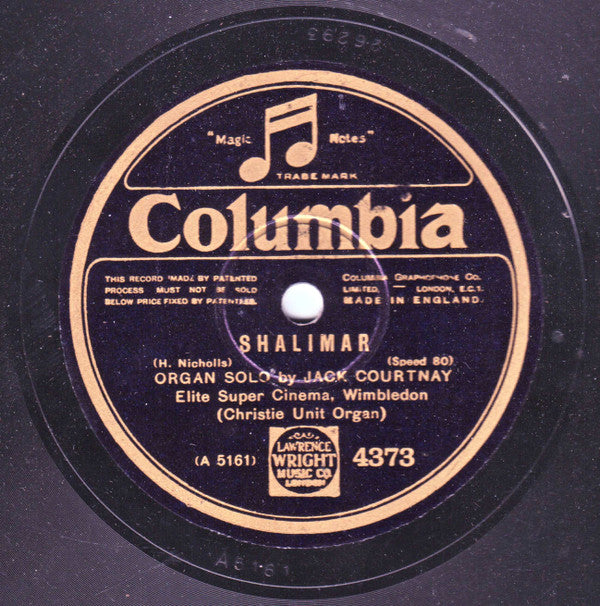 "Magic Notes"
TRADE MARK
Columbia
THIS RECORD MADE BY PATENTED
PROCESS MUST NOT BE SOLD
BELOW PRICE FIXED BY PATENTEES.
COLUMBIA GRAPHOPHONE CO.
LIMITED. — LONDON, E.C.1.
MADE IN ENGLAND.
SHALIMAR
(H. Nicholls) (Speed 80)
ORGAN SOLO by JACK COURTNAY
Elite Super Cinema, Wimbledon
(Christie Unit Organ)
(A 5161) 4373
LAWRENCE
WRIGHT
MUSIC CO.
LONDON